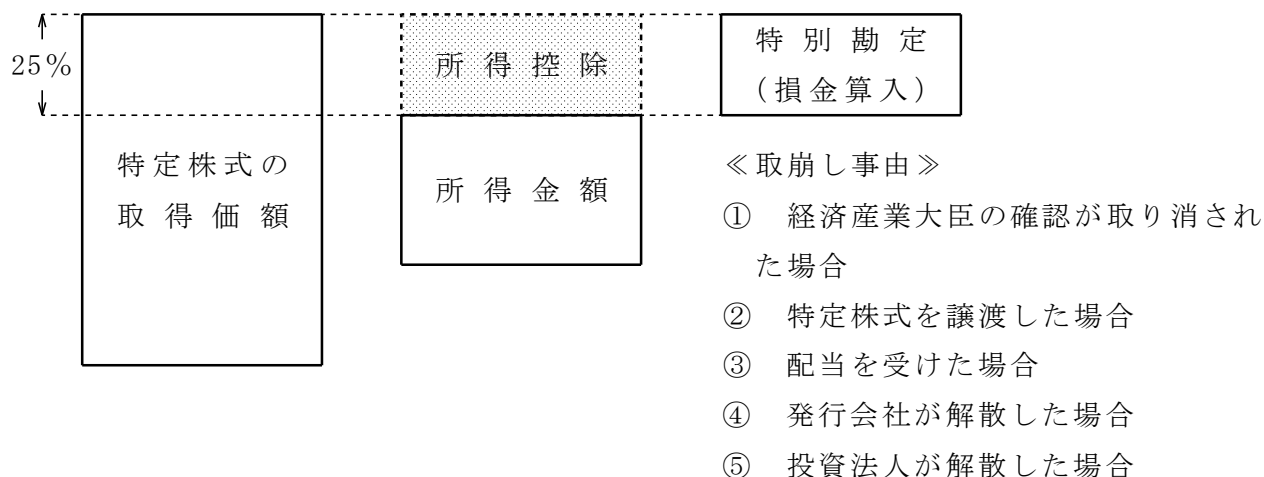 25%
特定株式の
取得価額
所得控除
所得金額
特別勘定
(損金算入)
≪取崩し事由≫
① 経済産業大臣の確認が取り消され
た場合
② 特定株式を譲渡した場合
③ 配当を受けた場合
④ 発行会社が解散した場合
⑤ 投資法人が解散した場合